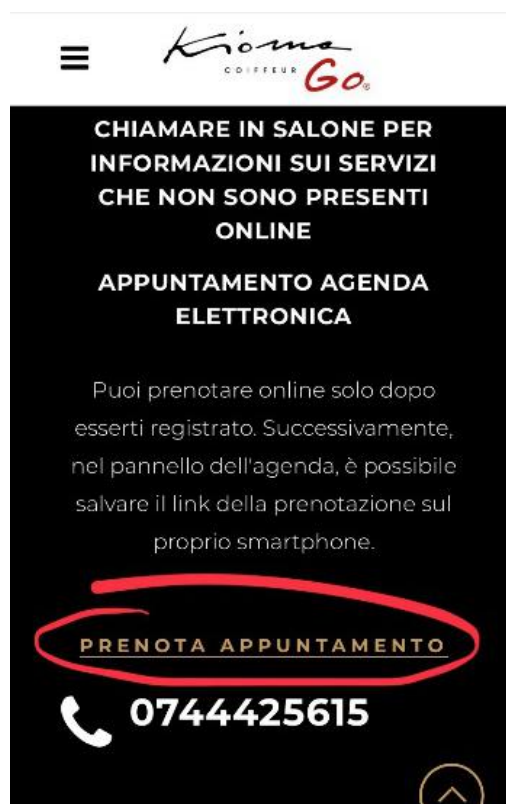 Kioma
COIFFEUR
Go®
CHIAMARE IN SALONE PER
INFORMAZIONI SUI SERVIZI
CHE NON SONO PRESENTI
ONLINE
APPUNTAMENTO AGENDA
ELETTRONICA
Puoi prenotare online solo dopo
esserti registrato. Successivamente,
nel pannello dell'agenda, è possibile
salvare il link della prenotazione sul
proprio smartphone.
PRENOTA APPUNTAMENTO
0744425615